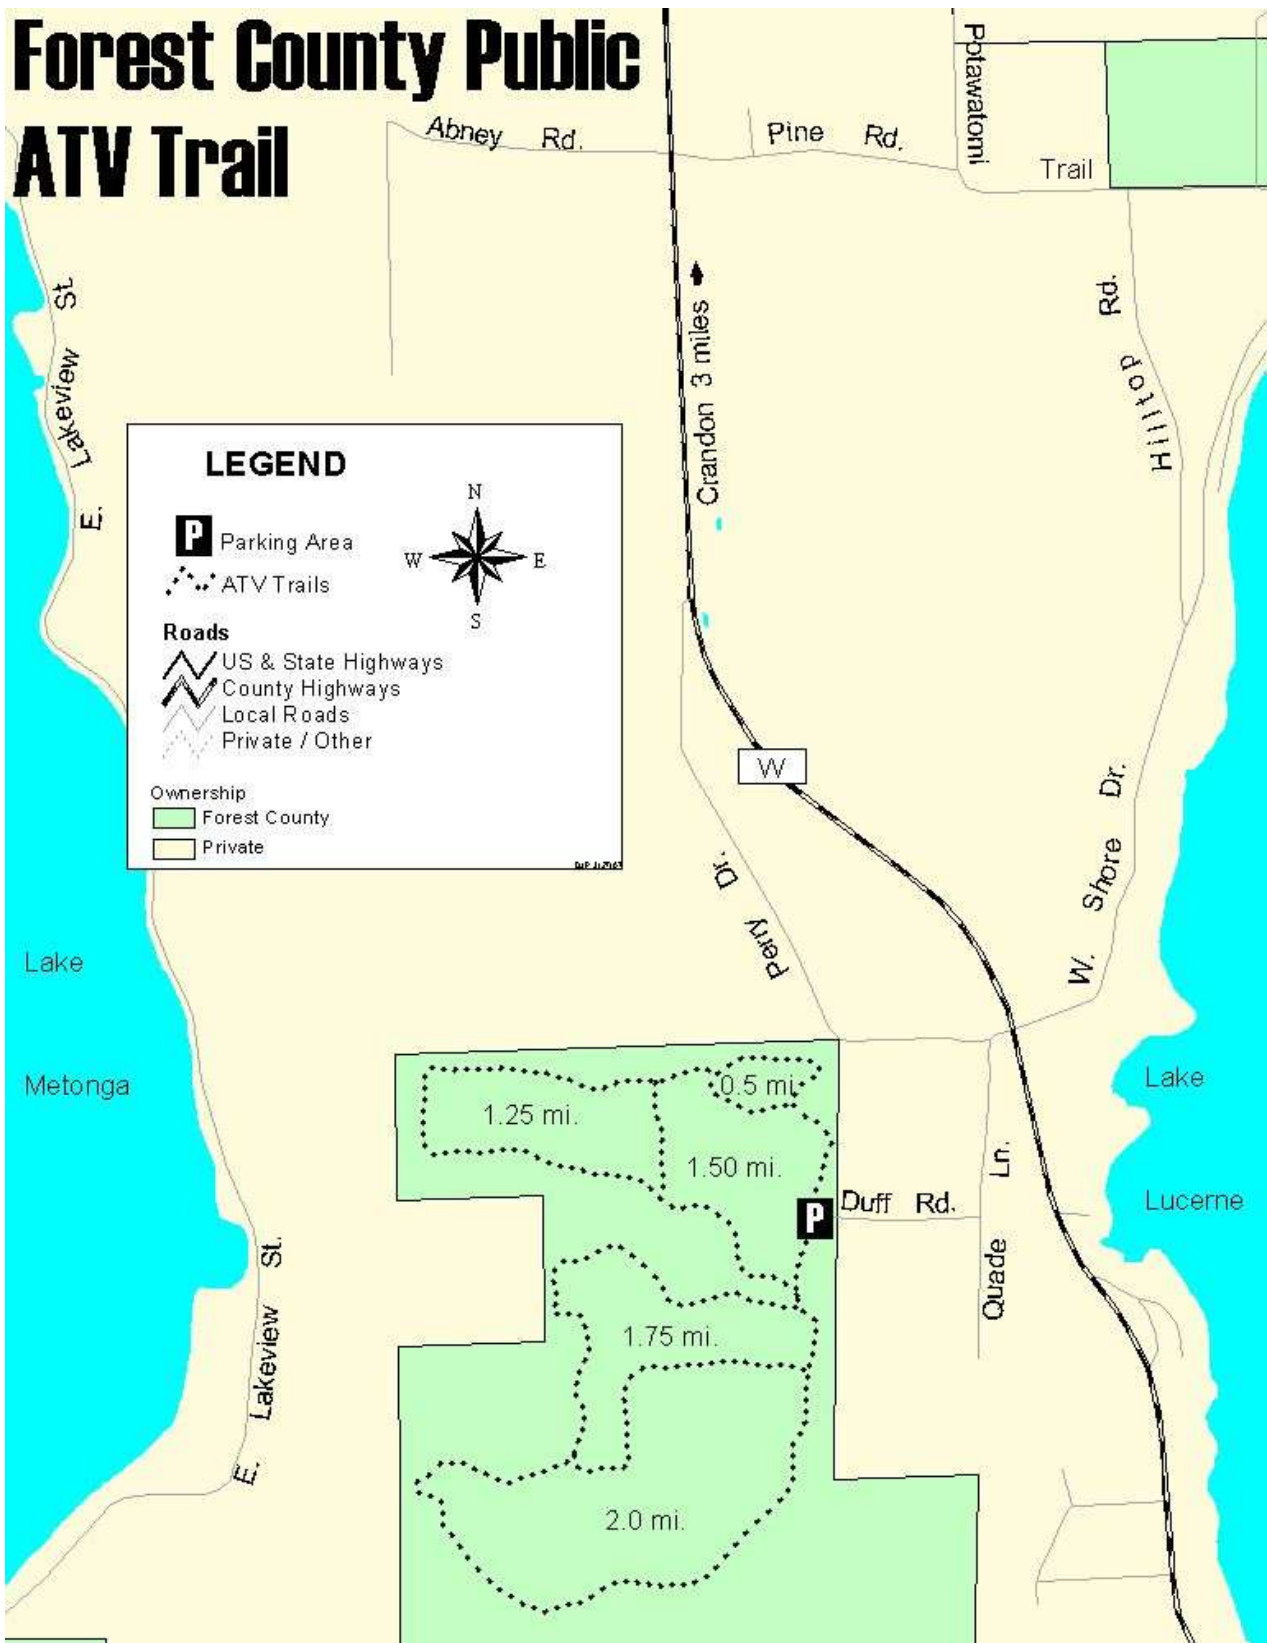 Forest County Public
ATV Trail
Abney Rd.
Pine Rd.
Potawatomi
Trail
E. Lakeview St.
Crandon 3 miles
Hilltop Rd.
LEGEND
N
W E
S
P Parking Area
ATV Trails
Roads
US & State Highways
County Highways
Local Roads
Private / Other
Ownership
Forest County
Private
W
Perry Dr.
W. Shore Dr.
Lake
Metonga
Lake
Lucerne
0.5 mi.
1.25 mi.
1.50 mi.
P
Duff Rd.
Quade Ln.
E. Lakeview St.
1.75 mi.
2.0 mi.